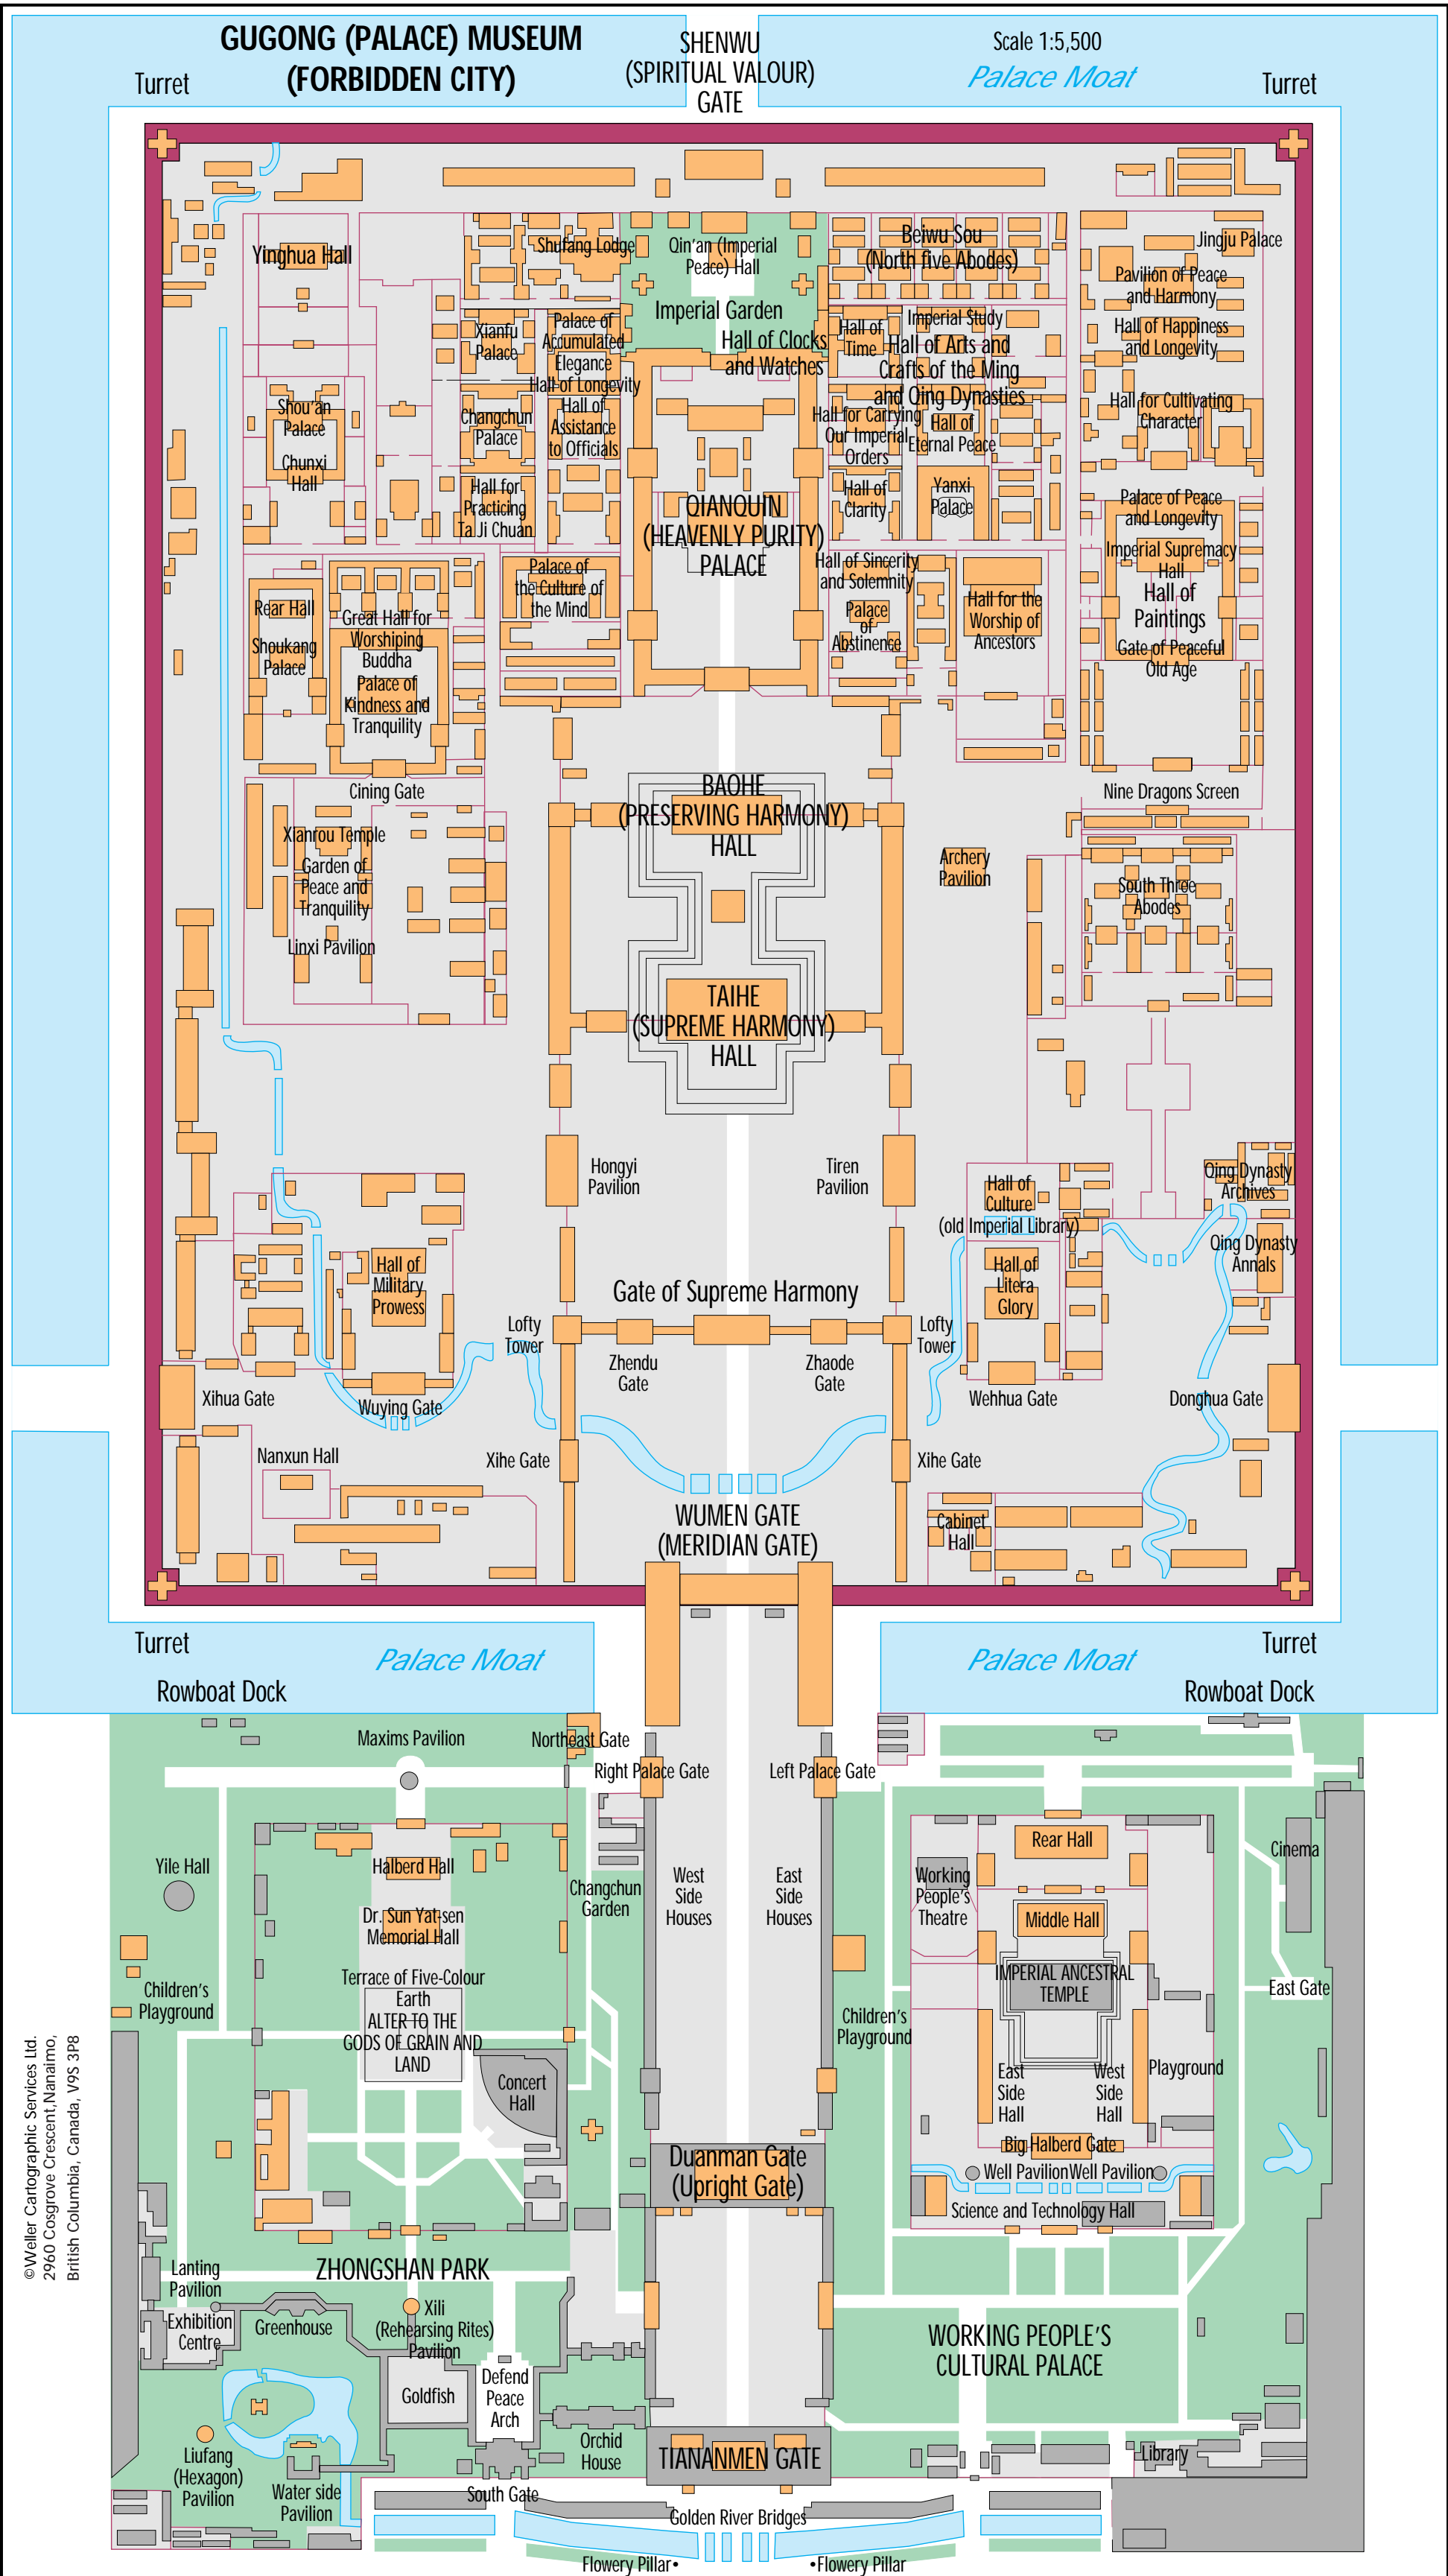 GUGONG (PALACE) MUSEUM
(FORBIDDEN CITY)
SHENWU
(SPIRITUAL VALOUR)
GATE
Scale 1:5,500
Palace Moat
Turret
Turret
Yinghua Hall
Shufang Lodge
Qin'an (Imperial
Peace) Hall
Beiwu Sou
(North five Abodes)
Jingju Palace
Pavilion of Peace
and Harmony
Imperial Garden
Hall of Clocks
and Watches
Xianfu
Palace
Palace of
Accumulated
Elegance
Hall of Longevity
Hall of
Time
Imperial Study
Hall of Arts and
Crafts of the Ming
and Qing Dynasties
Hall of Happiness
and Longevity
Shou'an
Palace
Chunxi
Hall
Changchun
Palace
Hall of
Assistance
to Officials
Hall for Carrying
Our Imperial
Orders
Hall of
Eternal Peace
Hall for Cultivating
Character
Hall for
Practicing
Ta Ji Chuan
QIANQUIN
(HEAVENLY PURITY)
PALACE
Hall of
Clarity
Yanxi
Palace
Palace of Peace
and Longevity
Imperial Supremacy
Hall
Hall of
Paintings
Gate of Peaceful
Old Age
Rear Hall
Shoukang
Palace
Great Hall for
Worshiping
Buddha
Palace of
Kindness and
Tranquility
Palace of
the Culture of
the Mind
Hall of Sincerity
and Solemnity
Palace
of
Abstinence
Hall for the
Worship of
Ancestors
Cining Gate
BAOHE
(PRESERVING HARMONY)
HALL
Nine Dragons Screen
Xianrou Temple
Garden of
Peace and
Tranquility
Linxi Pavilion
Archery
Pavilion
South Three
Abodes
TAIHE
(SUPREME HARMONY)
HALL
Hongyi
Pavilion
Tiren
Pavilion
Hall of
Culture
(old Imperial Library)
Qing Dynasty
Archives
Qing Dynasty
Annals
Hall of
Military
Prowess
Gate of Supreme Harmony
Hall of
Litera
Glory
Lofty
Tower
Zhendu
Gate
Zhaode
Gate
Lofty
Tower
Xihua Gate
Wuying Gate
Wehhua Gate
Donghua Gate
Nanxun Hall
Xihe Gate
Xihe Gate
WUMEN GATE
(MERIDIAN GATE)
Cabinet
Hall
Turret
Palace Moat
Palace Moat
Turret
Rowboat Dock
Rowboat Dock
Maxims Pavilion
Northeast Gate
Right Palace Gate
Left Palace Gate
Yile Hall
Halberd Hall
Dr. Sun Yat-sen
Memorial Hall
Changchun
Garden
West
Side
Houses
East
Side
Houses
Rear Hall
Working
People's
Theatre
Middle Hall
Cinema
Children's
Playground
Terrace of Five-Colour
Earth
ALTER TO THE
GODS OF GRAIN AND
LAND
Concert
Hall
Children's
Playground
IMPERIAL ANCESTRAL
TEMPLE
East Gate
East
Side
Hall
West
Side
Hall
Playground
Duanman Gate
(Upright Gate)
Big Halberd Gate
Well Pavilion
Well Pavilion
Science and Technology Hall
©Weller Cartographic Services Ltd.
2960 Cosgrove Crescent,Nanaimo,
British Columbia, Canada, V9S 3P8
Lanting
Pavilion
ZHONGSHAN PARK
Exhibition
Centre
Greenhouse
Xili
(Rehearsing Rites)
Pavilion
WORKING PEOPLE'S
CULTURAL PALACE
Goldfish
Defend
Peace
Arch
Orchid
House
TIANANMEN GATE
Library
Liufang
(Hexagon)
Pavilion
Water side
Pavilion
South Gate
Golden River Bridges
Flowery Pillar•
•Flowery Pillar